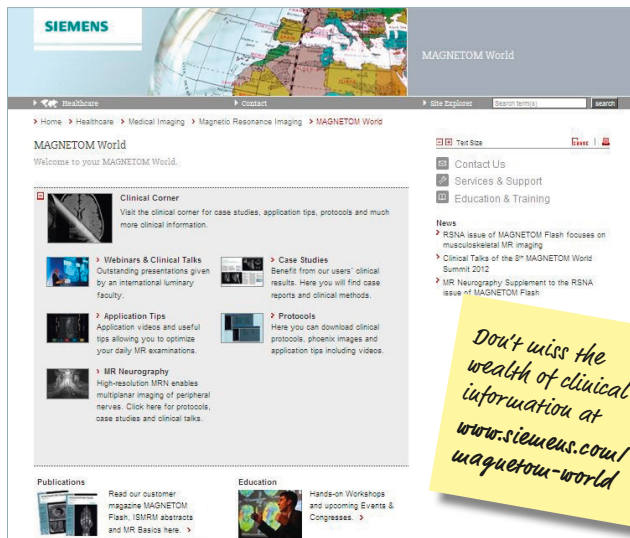 SIEMENS
MAGNETOM World
Healthcare
Contact
Site Explorer
Search term(s)
search
Home > Healthcare > Medical Imaging > Magnetic Resonance Imaging > MAGNETOM World
MAGNETOM World
Welcome to your MAGNETOM World.
Clinical Corner
Visit the clinical corner for case studies, application tips, protocols and much
more clinical information.
Webinars & Clinical Talks
Outstanding presentations given
by an international luminary
faculty.
Case Studies
Benefit from our users' clinical
results. Here you will find case
reports and clinical methods.
Application Tips
Application videos and useful
tips allowing you to optimize
your daily MR examinations.
Protocols
Here you can download clinical
protocols, phoenix images and
application tips including videos.
MR Neurography
High-resolution MRN enables
multiplanar imaging of peripheral
nerves. Click here for protocols,
case studies and clinical talks.
Publications
Read our customer
magazine MAGNETOM
Flash, ISMRM abstracts
and MR Basics here.
Education
Hands-on Workshops
and upcoming Events &
Congresses.
Text Size
SHARE
Contact Us
Services & Support
Education & Training
News
RSNA issue of MAGNETOM Flash focuses on
musculoskeletal MR imaging
Clinical Talks of the 8th MAGNETOM World
Summit 2012
MR Neurography Supplement to the RSNA
issue of MAGNETOM Flash
Don't miss the
wealth of clinical
information at
www.siemens.com/
magnetom-world